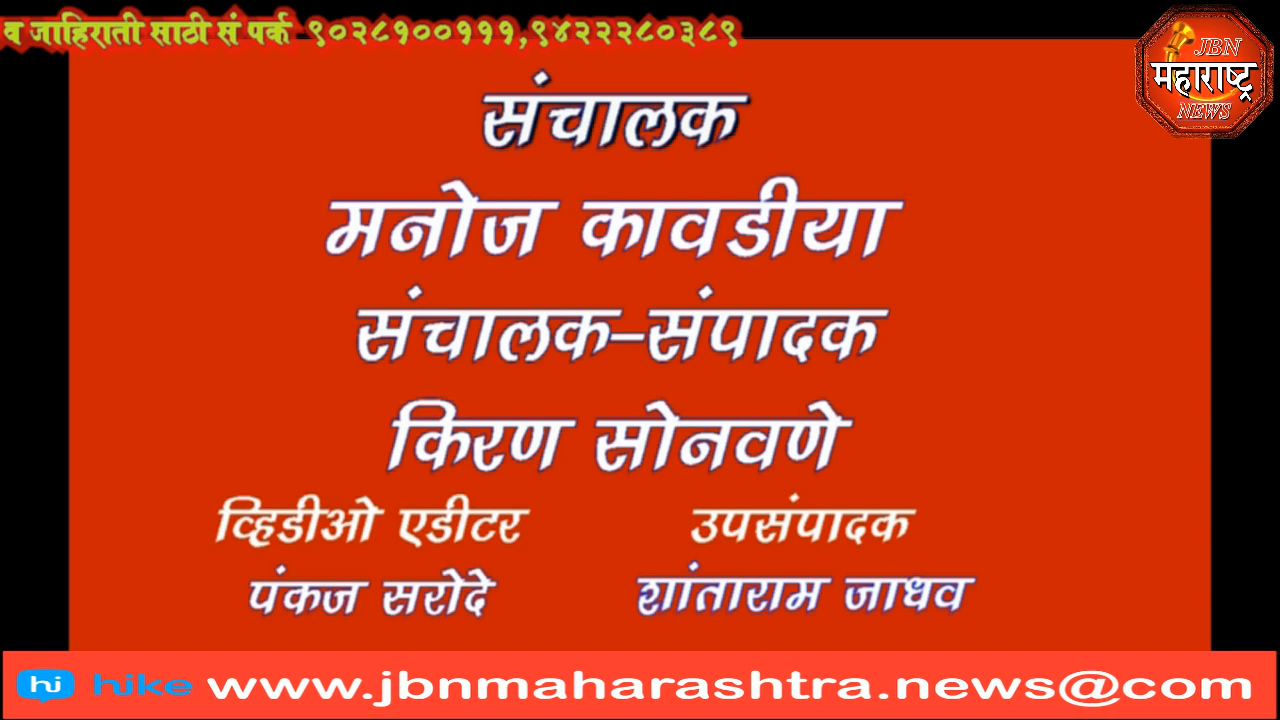 व जाहिराती साठी सं पर्क ९०२८१००१११,९४२२२८०३८९
JBN
महाराष्ट्र
NEWS
संचालक
मनोज कावडीया
संचालक-संपादक
किरण सोनवणे
व्हिडीओ एडीटर उपसंपादक
पंकज सरोदे शांताराम जाधव
hi hike www.jbnmaharashtra.news@com